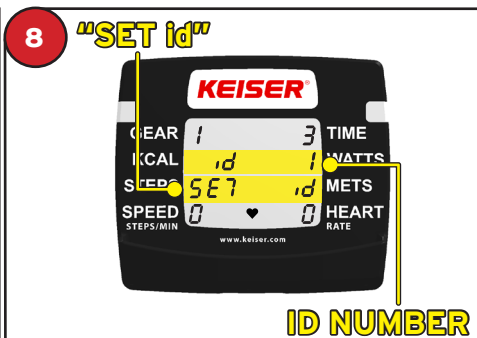 8 "SET id"
KEISER®
GEAR 1 3 TIME
KCAL id 1 WATTS
STEPS SET id METS
SPEED 0 ♥ 0 HEART
STEPS/MIN RATE
www.keiser.com
ID NUMBER